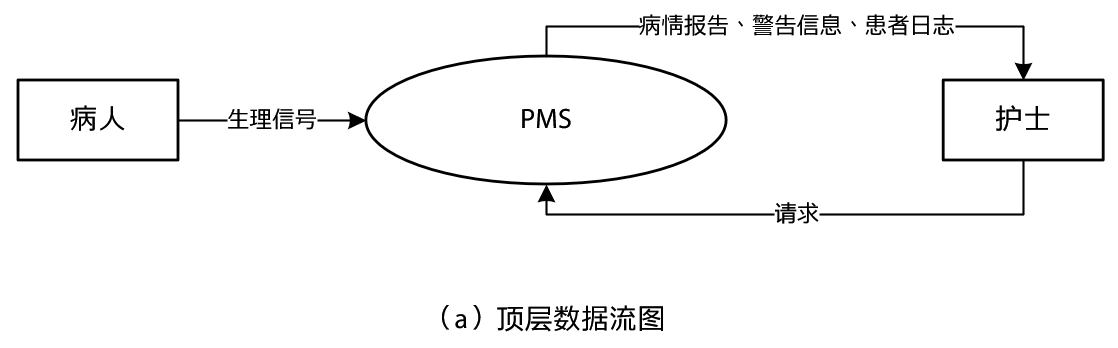 病情报告、警告信息、患者日志
病人
生理信号
PMS
护士
请求
（a）顶层数据流图